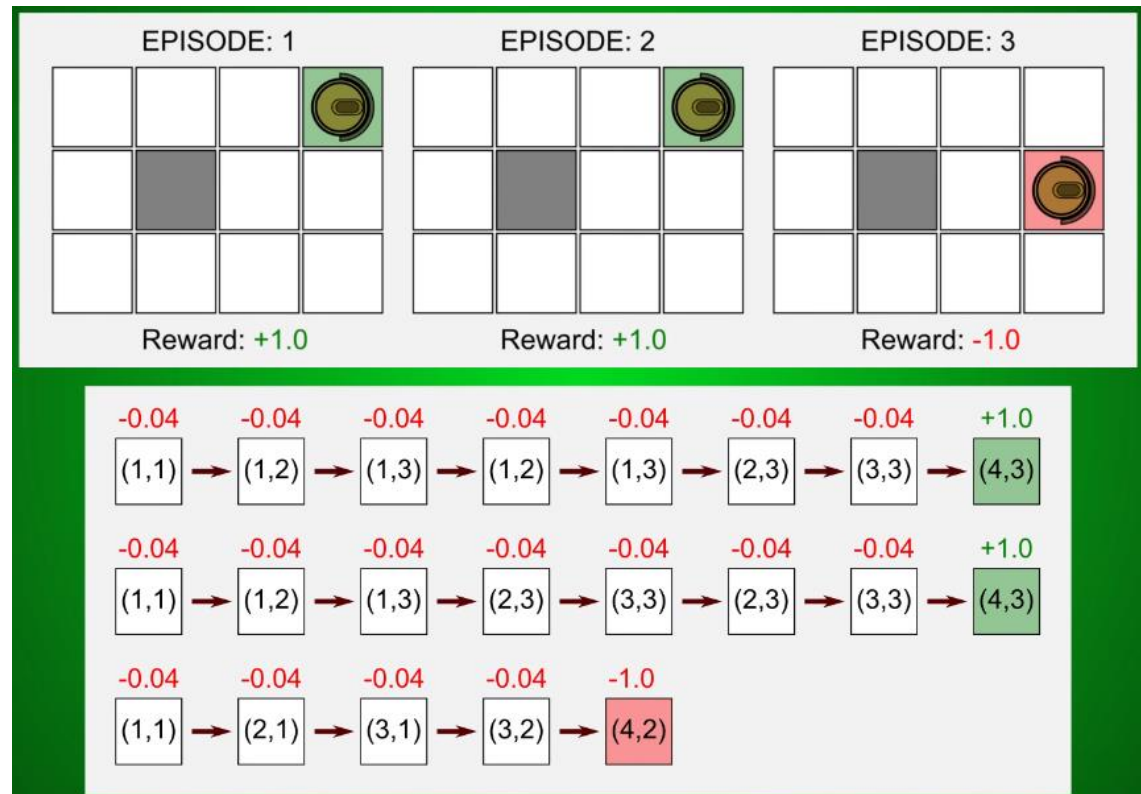 EPISODE: 1 EPISODE: 2 EPISODE: 3
Reward: +1.0 Reward: +1.0 Reward: -1.0
-0.04 -0.04 -0.04 -0.04 -0.04 -0.04 -0.04 +1.0
(1,1) (1,2) (1,3) (1,2) (1,3) (2,3) (3,3) (4,3)
-0.04 -0.04 -0.04 -0.04 -0.04 -0.04 -0.04 +1.0
(1,1) (1,2) (1,3) (2,3) (3,3) (2,3) (3,3) (4,3)
-0.04 -0.04 -0.04 -0.04 -1.0
(1,1) (2,1) (3,1) (3,2) (4,2)